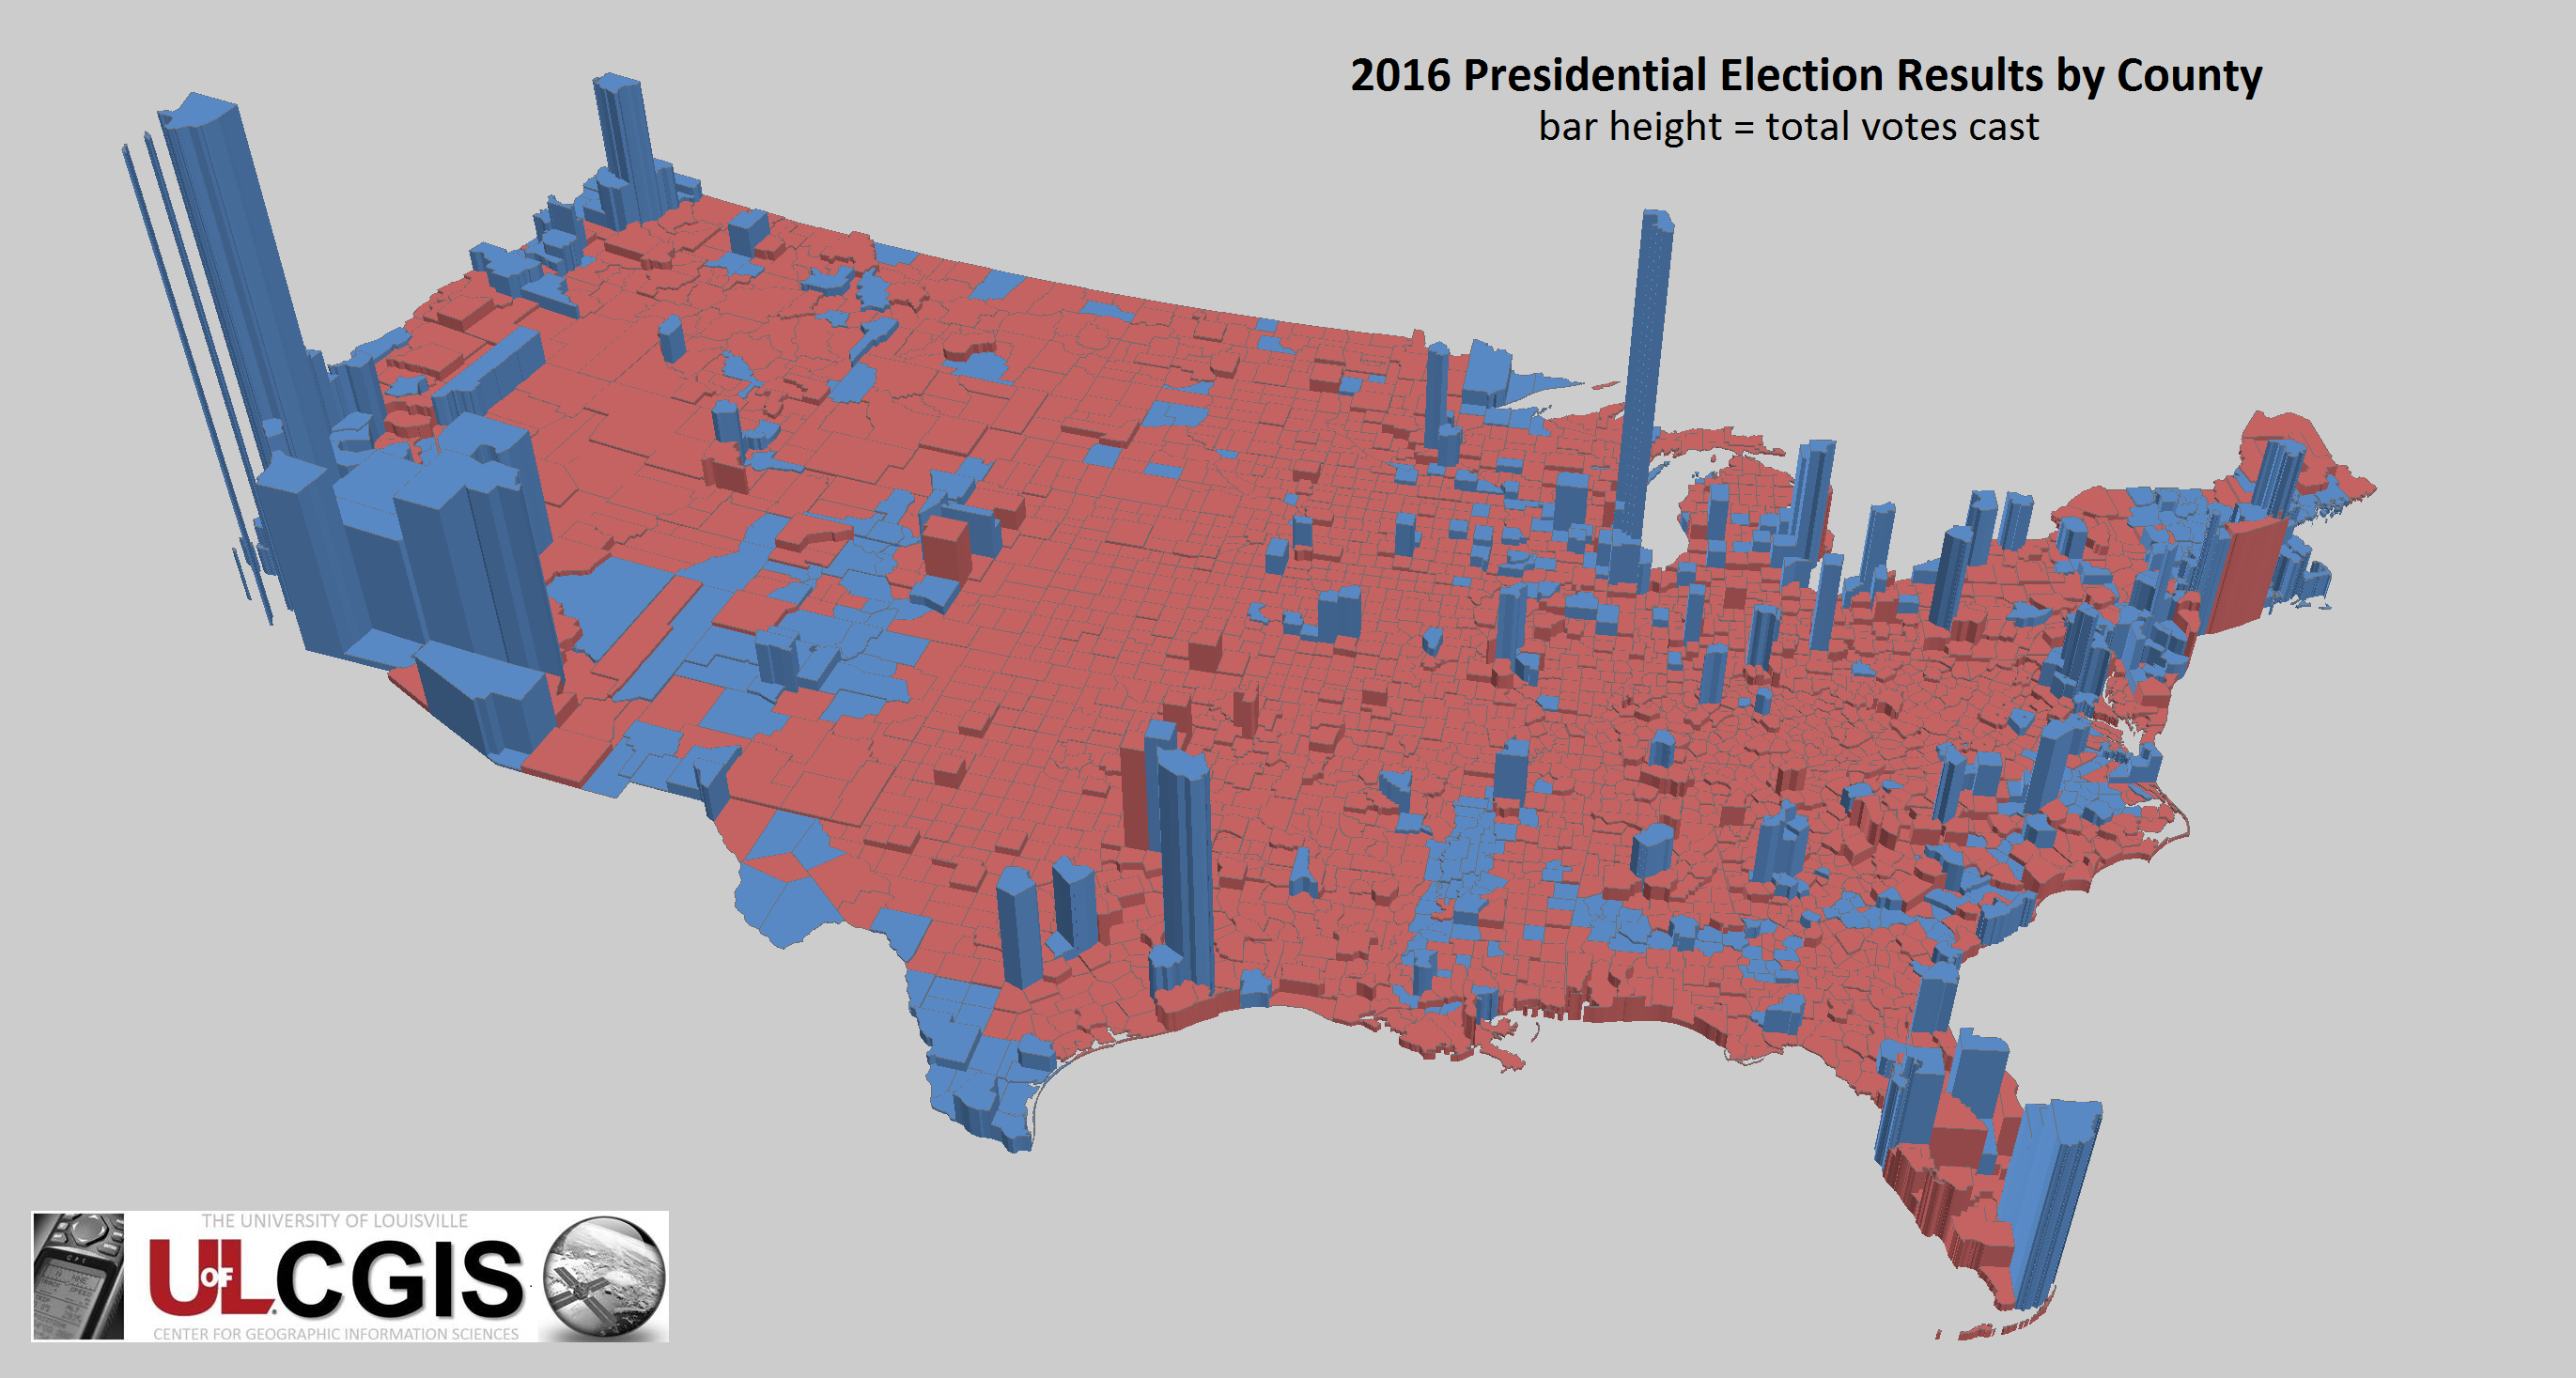 2016 Presidential Election Results by County
bar height = total votes cast
THE UNIVERSITY OF LOUISVILLE
UOFL CGIS
CENTER FOR GEOGRAPHIC INFORMATION SCIENCES